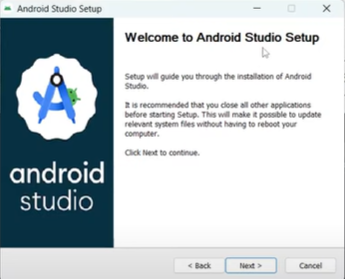 Android Studio Setup
Welcome to Android Studio Setup
Setup will guide you through the installation of Android
Studio.
It is recommended that you close all other applications
before starting Setup. This will make it possible to update
relevant system files without having to reboot your
computer.
Click Next to continue.
android
studio
< Back
Next >
Cancel